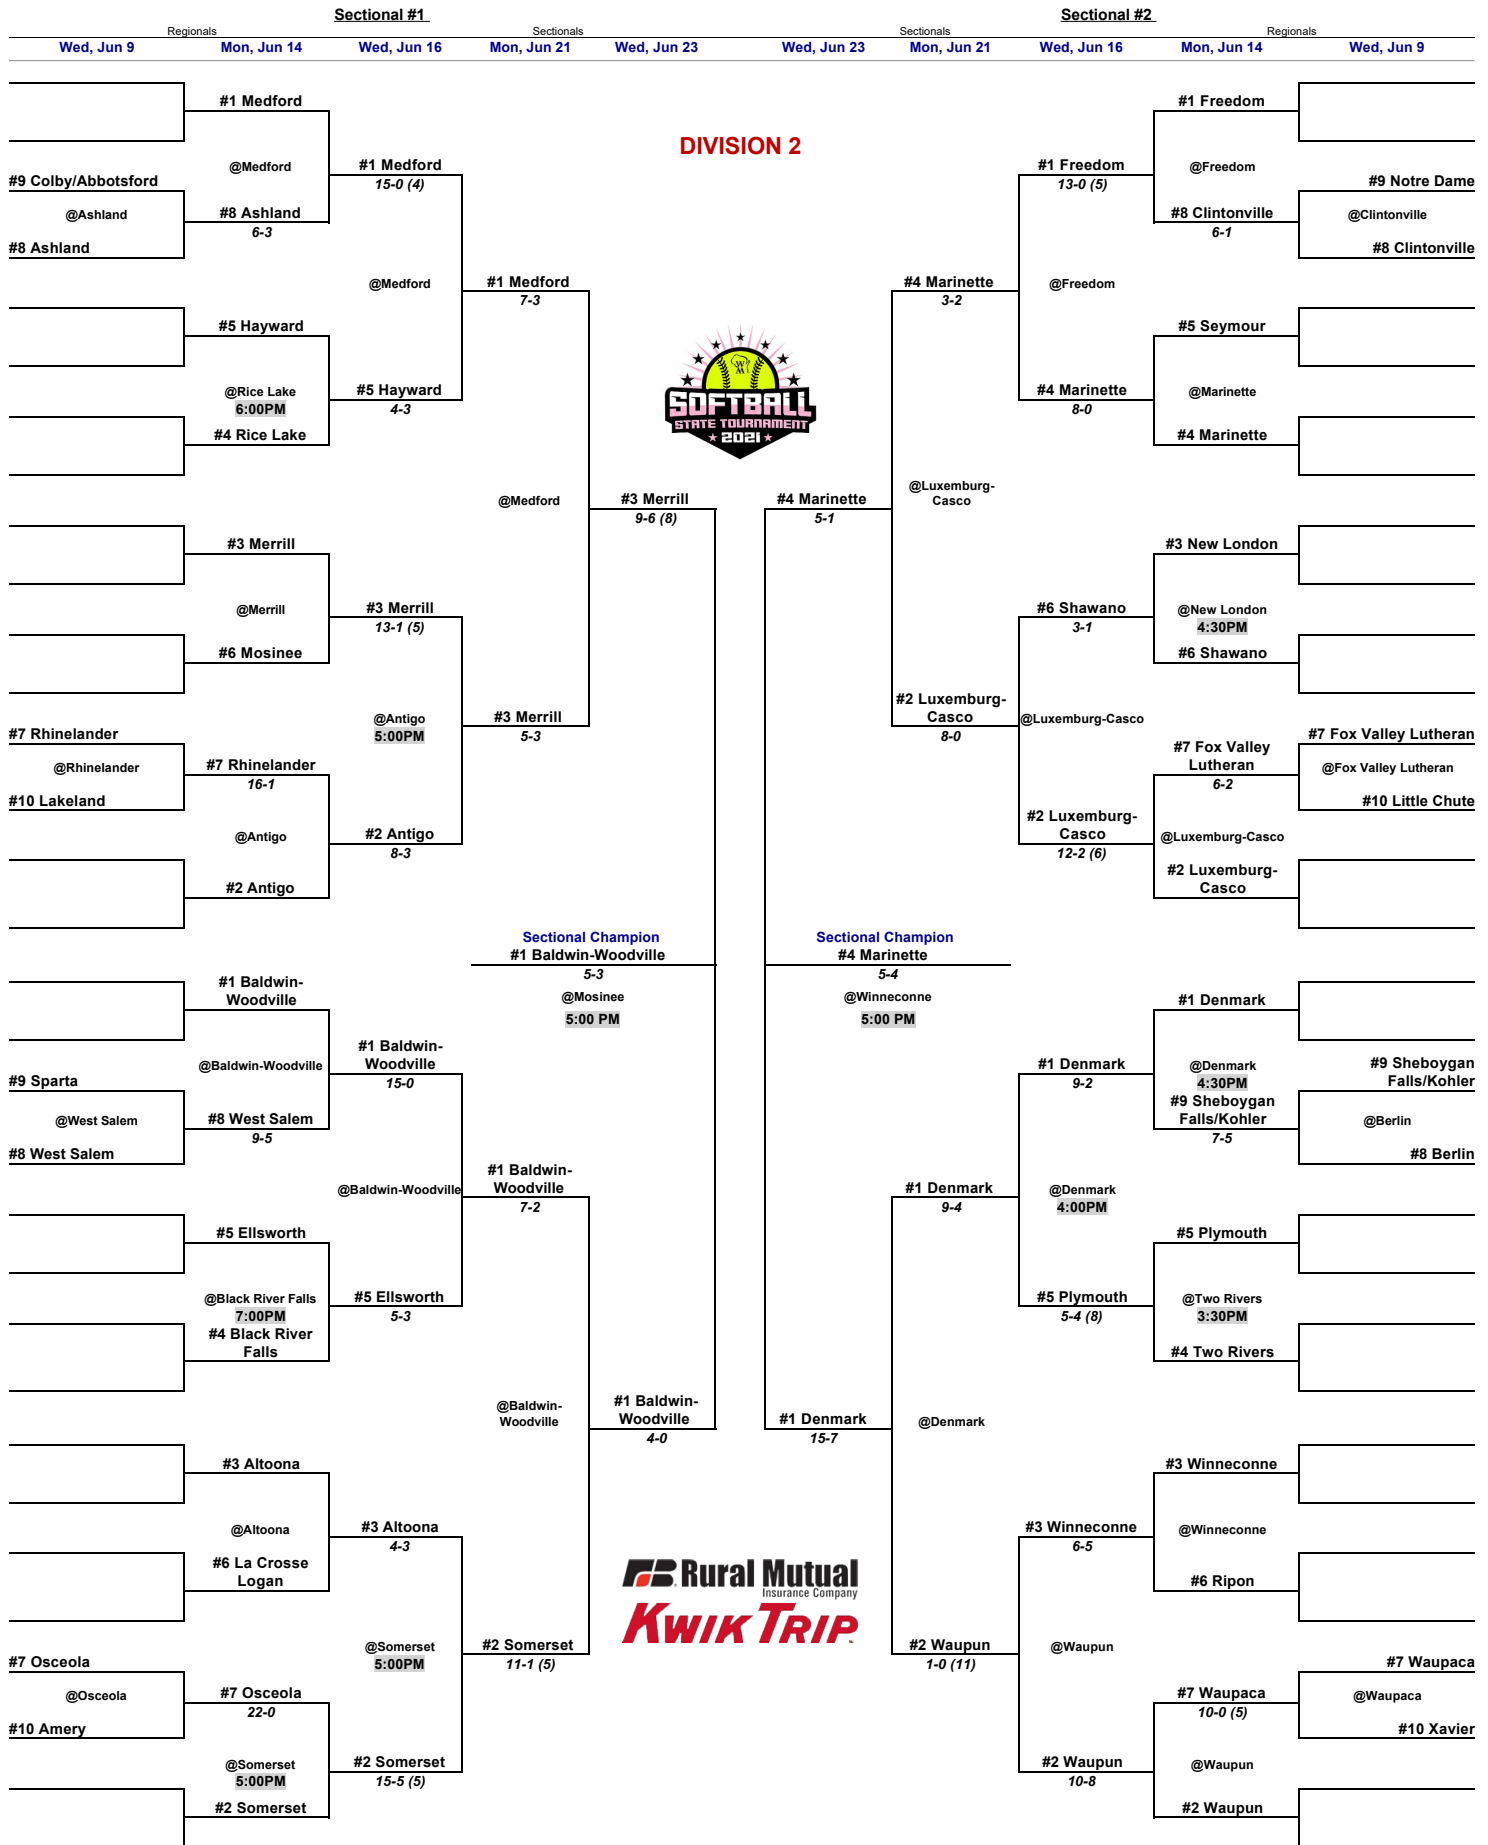 Sectional #1
Sectional #2
Regionals
Sectionals
Sectionals
Regionals
Wed, Jun 9
Mon, Jun 14
Wed, Jun 16
Mon, Jun 21
Wed, Jun 23
Wed, Jun 23
Mon, Jun 21
Wed, Jun 16
Mon, Jun 14
Wed, Jun 9
DIVISION 2
#9 Colby/Abbotsford
@Ashland
#8 Ashland
#7 Rhinelander
@Rhinelander
#10 Lakeland
#9 Sparta
@West Salem
#8 West Salem
#7 Osceola
@Osceola
#10 Amery
#1 Medford
@Medford
#8 Ashland
6-3
#5 Hayward
@Rice Lake
6:00PM
#4 Rice Lake
#3 Merrill
@Merrill
#6 Mosinee
#7 Rhinelander
16-1
@Antigo
#2 Antigo
#1 Baldwin-
Woodville
@Baldwin-Woodville
#8 West Salem
9-5
#5 Ellsworth
@Black River Falls
7:00PM
#4 Black River
Falls
#3 Altoona
@Altoona
#6 La Crosse
Logan
#7 Osceola
22-0
@Somerset
5:00PM
#2 Somerset
#1 Medford
15-0 (4)
@Medford
#5 Hayward
4-3
#3 Merrill
13-1 (5)
@Antigo
5:00PM
#2 Antigo
8-3
#1 Baldwin-
Woodville
15-0
@Baldwin-Woodville
#5 Ellsworth
5-3
#3 Altoona
4-3
@Somerset
5:00PM
#2 Somerset
15-5 (5)
#1 Medford
7-3
@Medford
#3 Merrill
5-3
#1 Baldwin-
Woodville
7-2
@Baldwin-
Woodville
#2 Somerset
11-1 (5)
#3 Merrill
9-6 (8)
Sectional Champion
#1 Baldwin-Woodville
5-3
@Mosinee
5:00 PM
#1 Baldwin-
Woodville
4-0
W
M
SOFTBALL
STATE TOURNAMENT
2021
Rural Mutual
Insurance Company
KWIK TRIP
#4 Marinette
5-1
Sectional Champion
#4 Marinette
5-4
@Winneconne
5:00 PM
#1 Denmark
15-7
#4 Marinette
3-2
@Luxemburg-
Casco
#2 Luxemburg-
Casco
8-0
#1 Denmark
9-4
@Denmark
#2 Waupun
1-0 (11)
#1 Freedom
13-0 (5)
@Freedom
#4 Marinette
8-0
#6 Shawano
3-1
@Luxemburg-Casco
#2 Luxemburg-
Casco
12-2 (6)
#1 Denmark
9-2
@Denmark
4:00PM
#5 Plymouth
5-4 (8)
#3 Winneconne
6-5
@Waupun
#2 Waupun
10-8
#1 Freedom
@Freedom
#8 Clintonville
6-1
#5 Seymour
@Marinette
#4 Marinette
#3 New London
@New London
4:30PM
#6 Shawano
#7 Fox Valley
Lutheran
6-2
@Luxemburg-Casco
#2 Luxemburg-
Casco
#1 Denmark
@Denmark
4:30PM
#9 Sheboygan
Falls/Kohler
7-5
#5 Plymouth
@Two Rivers
3:30PM
#4 Two Rivers
#3 Winneconne
@Winneconne
#6 Ripon
#7 Waupaca
10-0 (5)
@Waupun
#2 Waupun
#9 Notre Dame
@Clintonville
#8 Clintonville
#7 Fox Valley Lutheran
@Fox Valley Lutheran
#10 Little Chute
#9 Sheboygan
Falls/Kohler
@Berlin
#8 Berlin
#7 Waupaca
@Waupaca
#10 Xavier